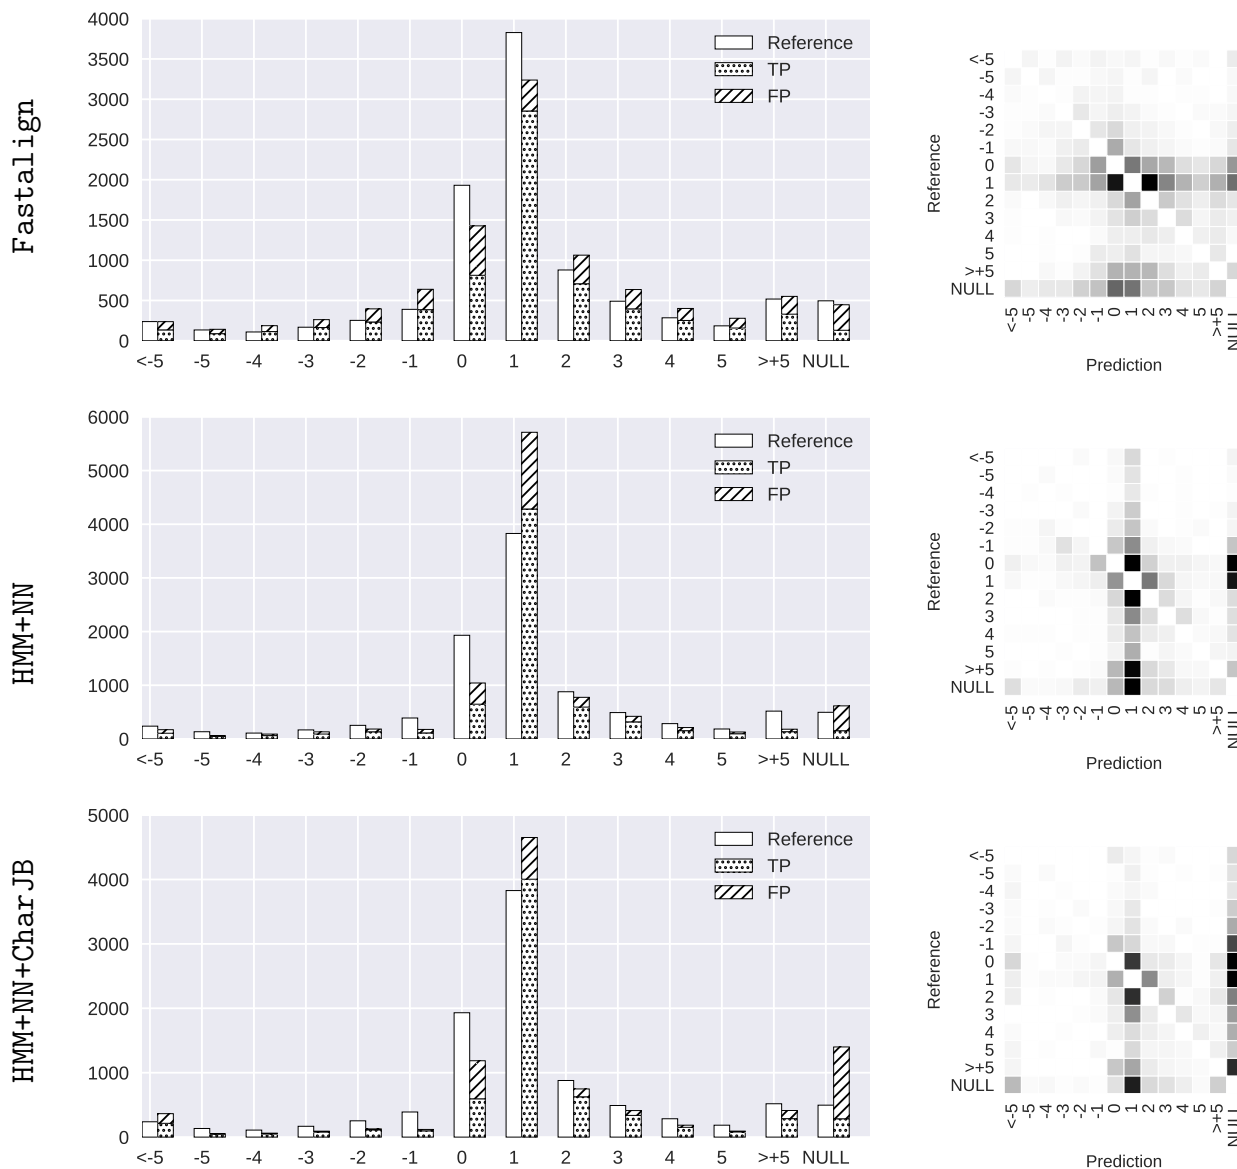 Fastalign
4000
3500
3000
2500
2000
1500
1000
500
0
Reference
TP
FP
<-5 -5 -4 -3 -2 -1 0 1 2 3 4 5 >+5 NULL
Reference
<-5
-5
-4
-3
-2
-1
0
1
2
3
4
5
>+5
NULL
<-5 -5 -4 -3 -2 -1 0 1 2 3 4 5 >+5 NULL
Prediction
HMM+NN
6000
5000
4000
3000
2000
1000
0
Reference
TP
FP
<-5 -5 -4 -3 -2 -1 0 1 2 3 4 5 >+5 NULL
Reference
<-5
-5
-4
-3
-2
-1
0
1
2
3
4
5
>+5
NULL
<-5 -5 -4 -3 -2 -1 0 1 2 3 4 5 >+5 NULL
Prediction
HMM+NN+CharJB
5000
4000
3000
2000
1000
0
Reference
TP
FP
<-5 -5 -4 -3 -2 -1 0 1 2 3 4 5 >+5 NULL
Reference
<-5
-5
-4
-3
-2
-1
0
1
2
3
4
5
>+5
NULL
<-5 -5 -4 -3 -2 -1 0 1 2 3 4 5 >+5 NULL
Prediction